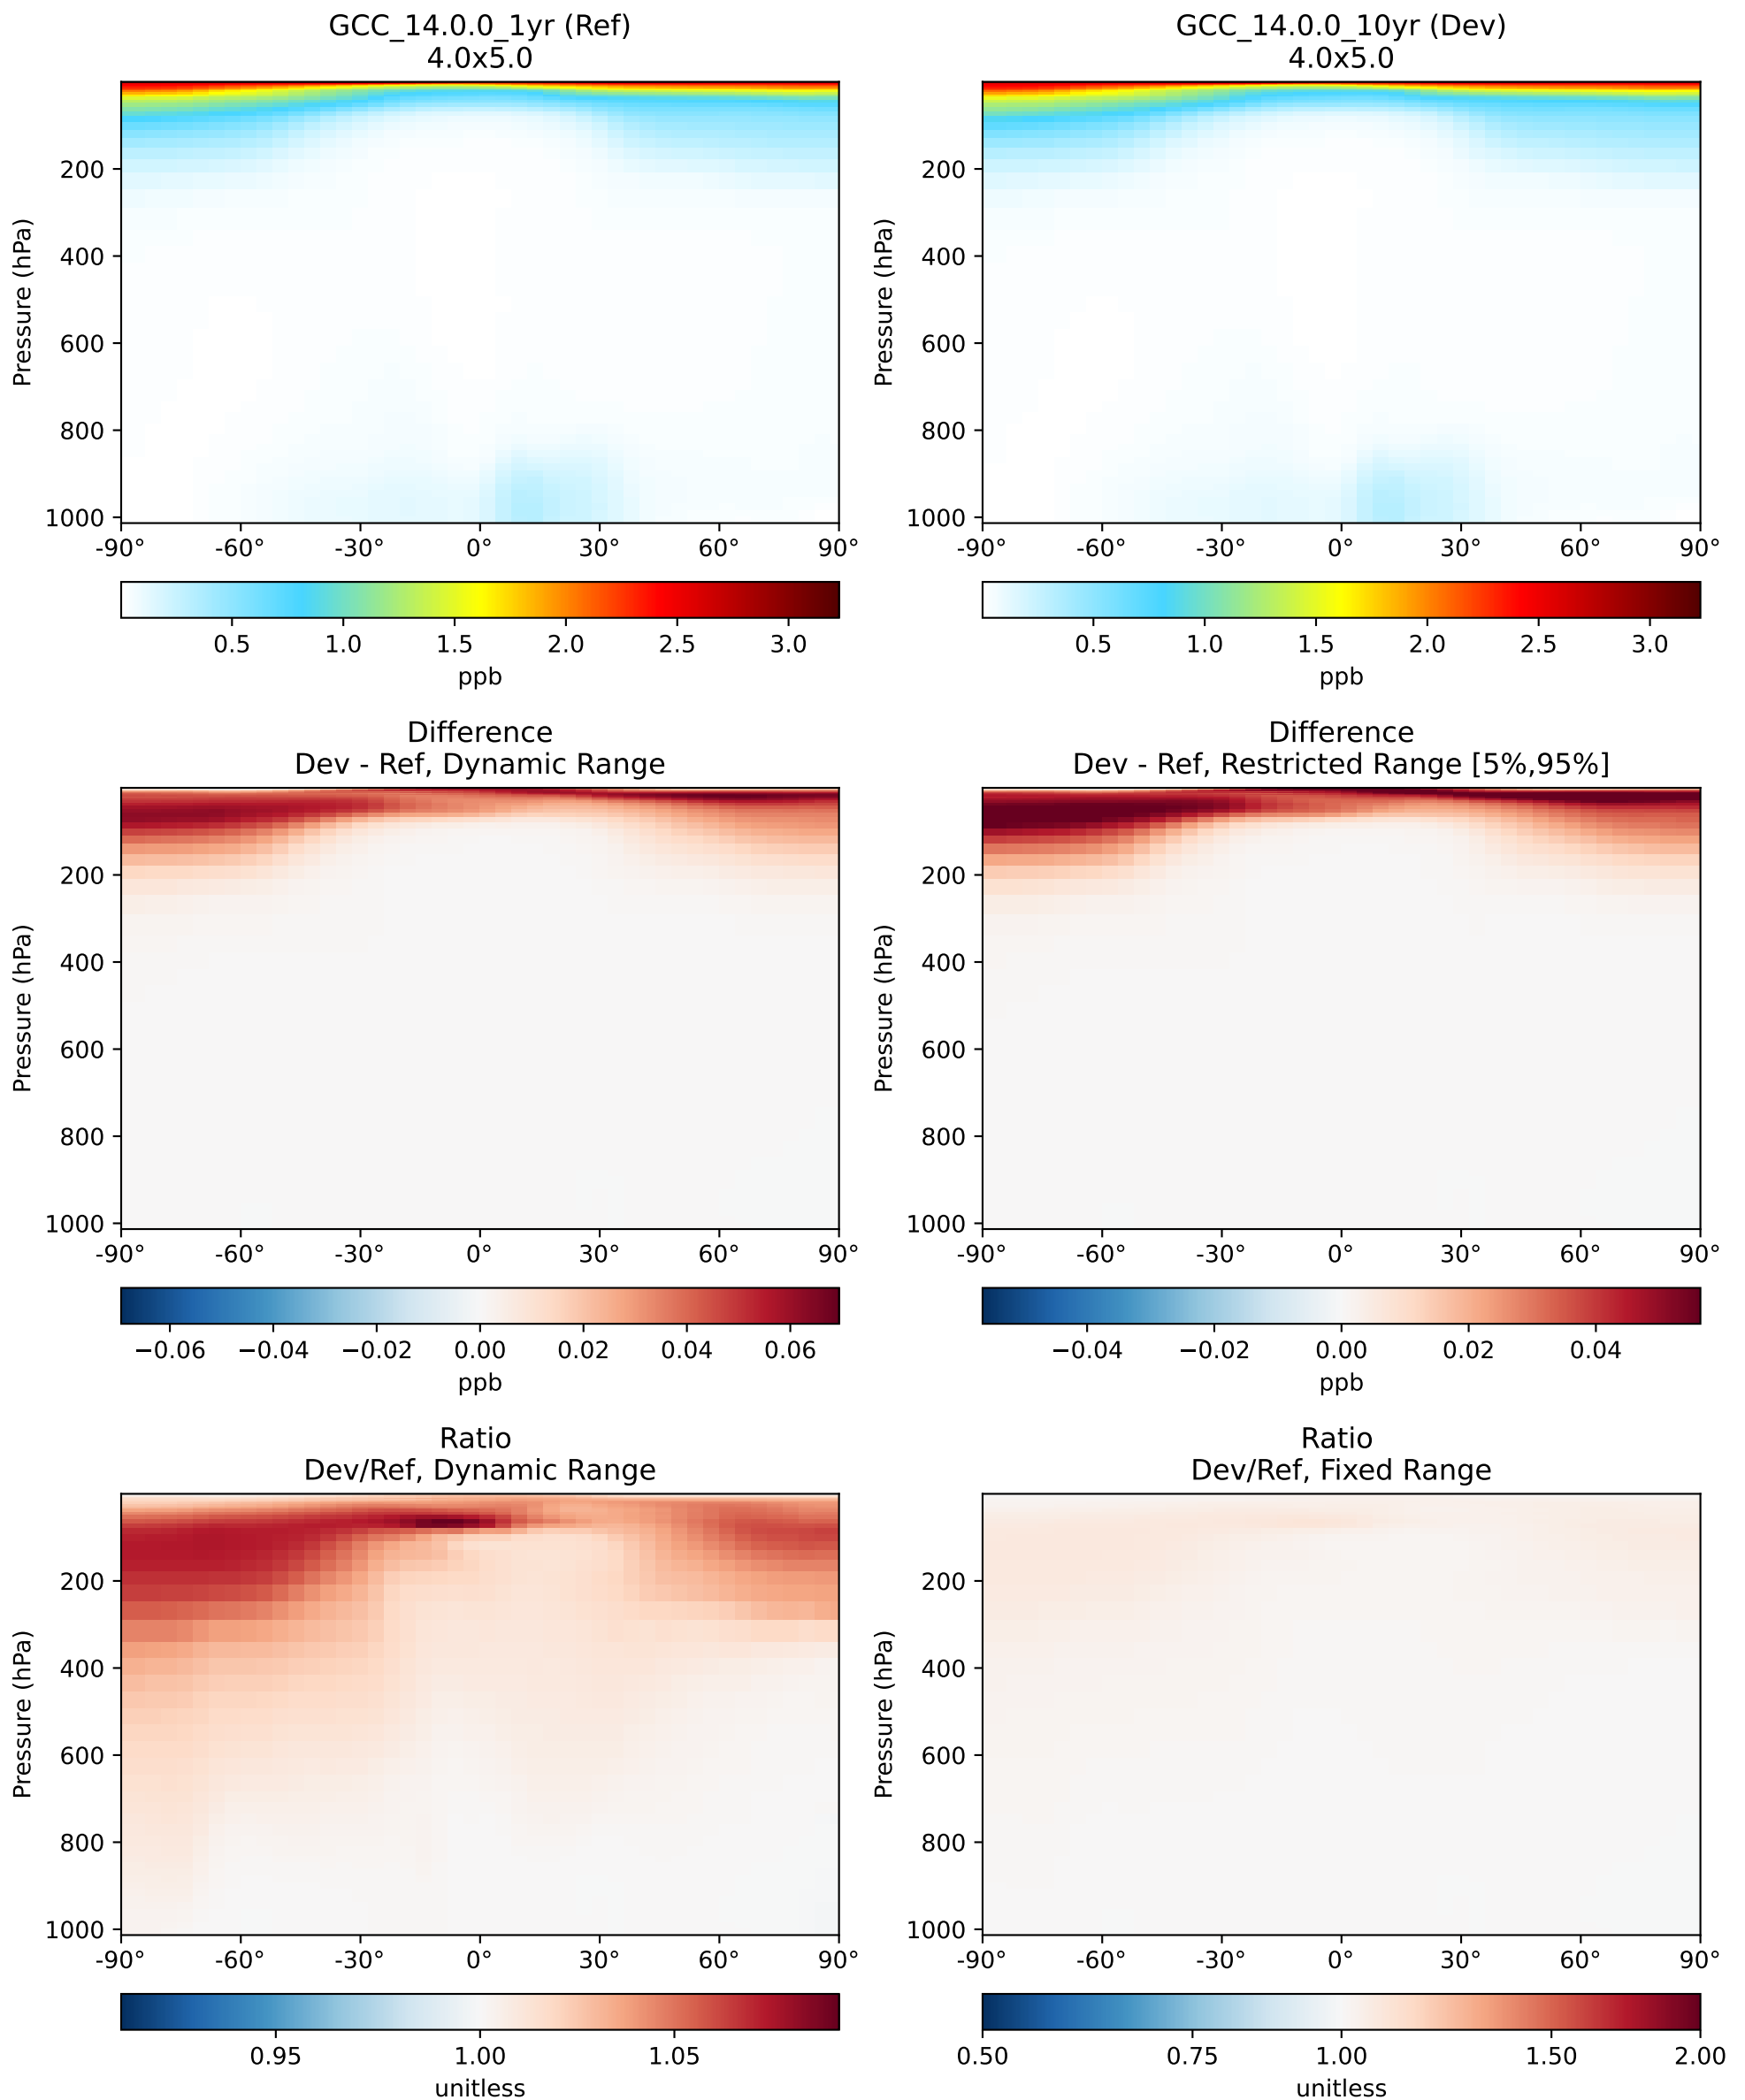 GCC_14.0.0_1yr (Ref)
4.0x5.0
Pressure (hPa)
200
400
600
800
1000
-90° -60° -30° 0° 30° 60° 90°
0.5 1.0 1.5 2.0 2.5 3.0
ppb
GCC_14.0.0_10yr (Dev)
4.0x5.0
Pressure (hPa)
200
400
600
800
1000
-90° -60° -30° 0° 30° 60° 90°
0.5 1.0 1.5 2.0 2.5 3.0
ppb
Difference
Dev - Ref, Dynamic Range
Pressure (hPa)
200
400
600
800
1000
-90° -60° -30° 0° 30° 60° 90°
−0.06 −0.04 −0.02 0.00 0.02 0.04 0.06
ppb
Difference
Dev - Ref, Restricted Range [5%,95%]
Pressure (hPa)
200
400
600
800
1000
-90° -60° -30° 0° 30° 60° 90°
−0.04 −0.02 0.00 0.02 0.04
ppb
Ratio
Dev/Ref, Dynamic Range
Pressure (hPa)
200
400
600
800
1000
-90° -60° -30° 0° 30° 60° 90°
0.95 1.00 1.05
unitless
Ratio
Dev/Ref, Fixed Range
Pressure (hPa)
200
400
600
800
1000
-90° -60° -30° 0° 30° 60° 90°
0.50 0.75 1.00 1.50 2.00
unitless